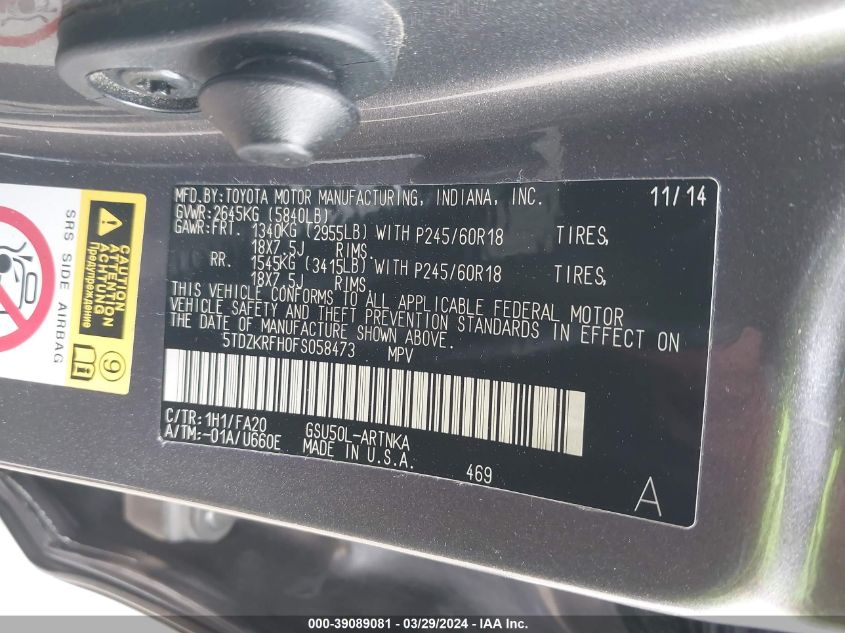 MFD.BY:TOYOTA MOTOR MANUFACTURING, INDIANA, INC. 11/14
GVWR:2645KG (5840LB)
GAWR:FRT. 1340KG (2955LB) WITH P245/60R18 TIRES,
18X7.5J RIMS.
RR. 1545KG (3415LB) WITH P245/60R18 TIRES,
18X7.5J RIMS.
THIS VEHICLE CONFORMS TO ALL APPLICABLE FEDERAL MOTOR
VEHICLE SAFETY AND THEFT PREVENTION STANDARDS IN EFFECT ON
THE DATE OF MANUFACTURE SHOWN ABOVE.
5TDZKRFH0FS058473 MPV
C/TR:1H1/FA20 GSU50L-ARTNKA
A/TM:-01A/U660E MADE IN U.S.A.
469
A
SRS SIDE AIRBAG
CAUTION
ATTENTION
ACHTUNG
Предупреждение
9
000-39089081 - 03/29/2024 - IAA Inc.